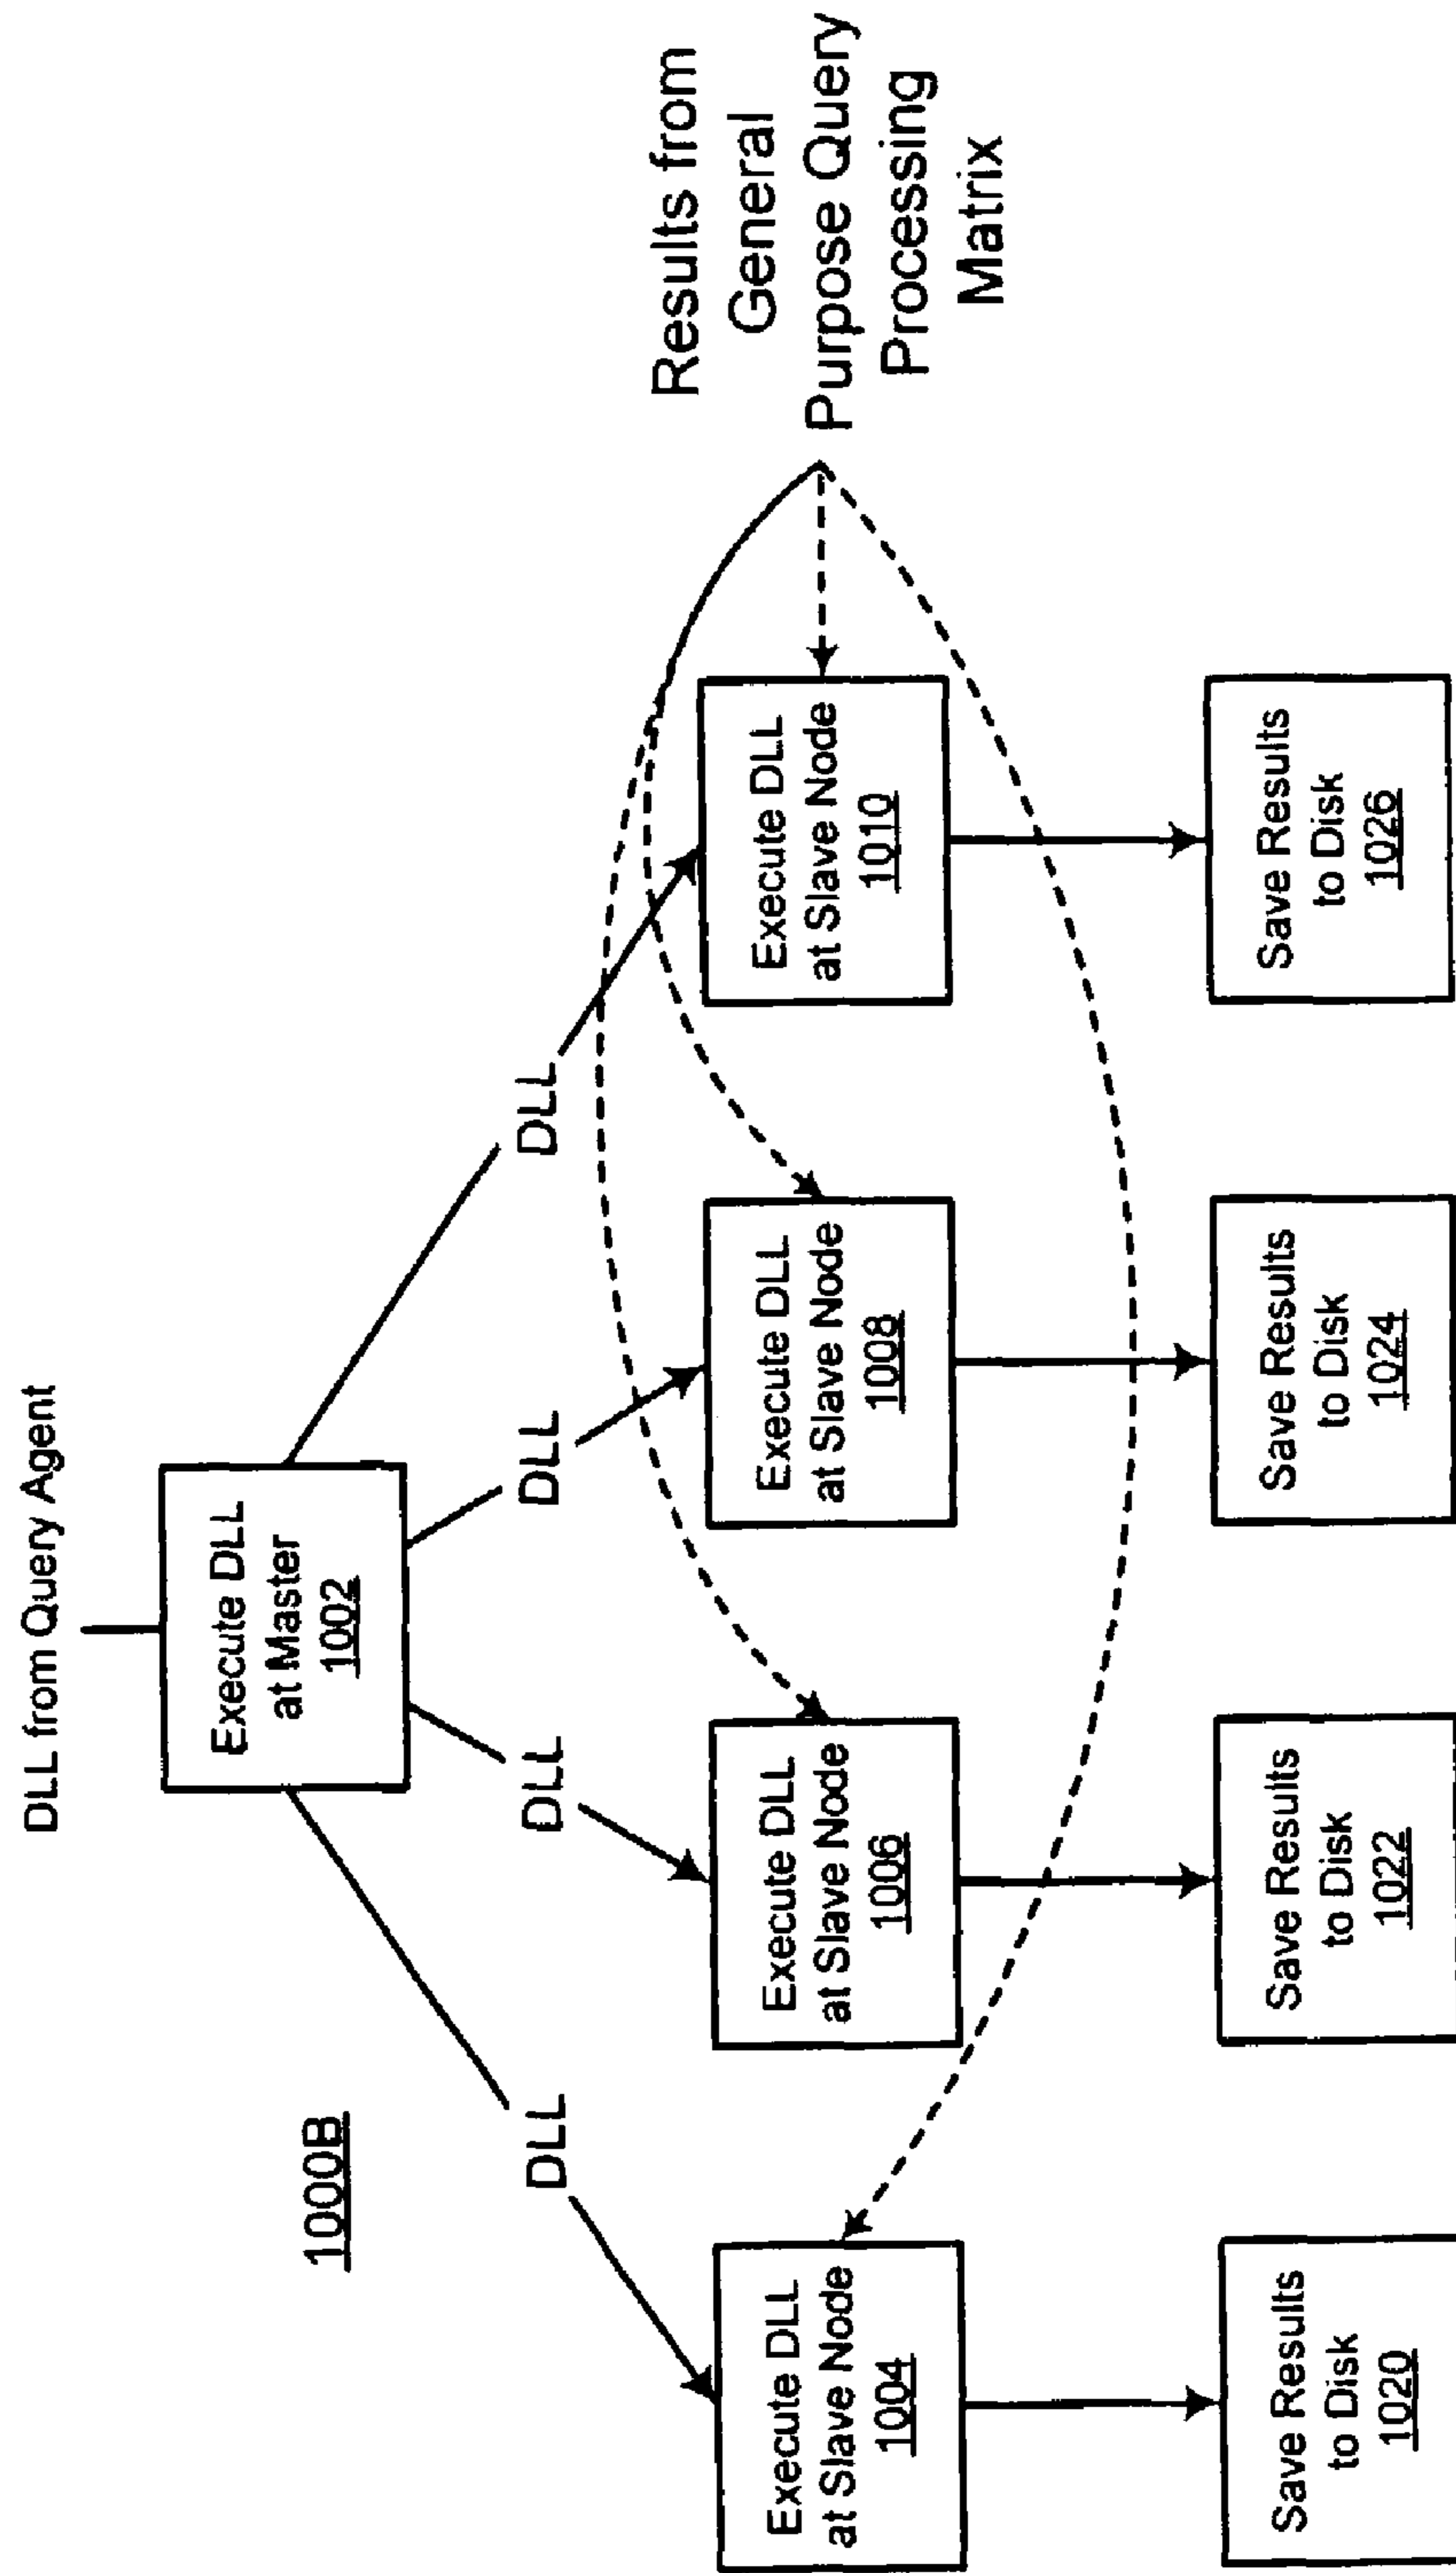 DLL from Query Agent
Execute DLL
at Master
1002
1000B
DLL
DLL
DLL
DLL
Results from
General
Purpose Query
Processing
Matrix
Execute DLL
at Slave Node
1004
Execute DLL
at Slave Node
1006
Execute DLL
at Slave Node
1008
Execute DLL
at Slave Node
1010
Save Results
to Disk
1020
Save Results
to Disk
1022
Save Results
to Disk
1024
Save Results
to Disk
1026